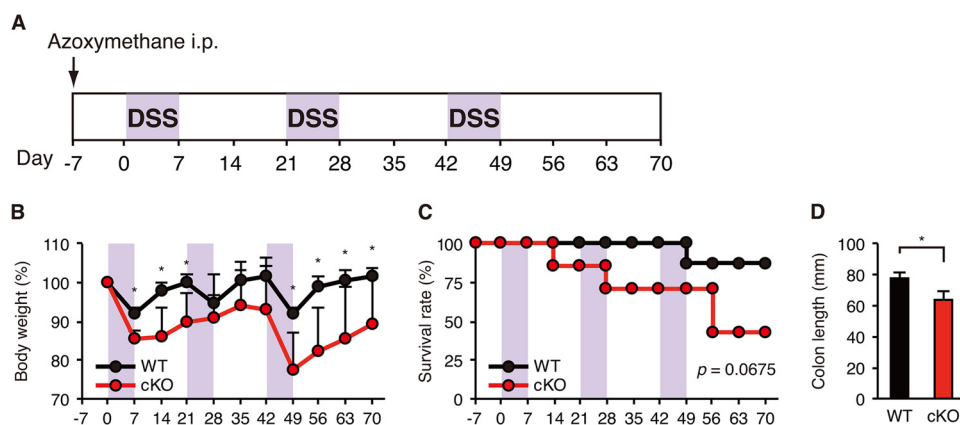 A
Azoxymethane i.p.
DSS DSS DSS
Day -7 0 7 14 21 28 35 42 49 56 63 70
B
Body weight (%)
110
100
90
80
70
* * * * * * *
WT
cKO
-7 0 7 14 21 28 35 42 49 56 63 70
C
Survival rate (%)
100
75
50
25
0
WT
cKO
p = 0.0675
-7 0 7 14 21 28 35 42 49 56 63 70
D
Colon length (mm)
100
80
60
40
20
0
*
WT cKO